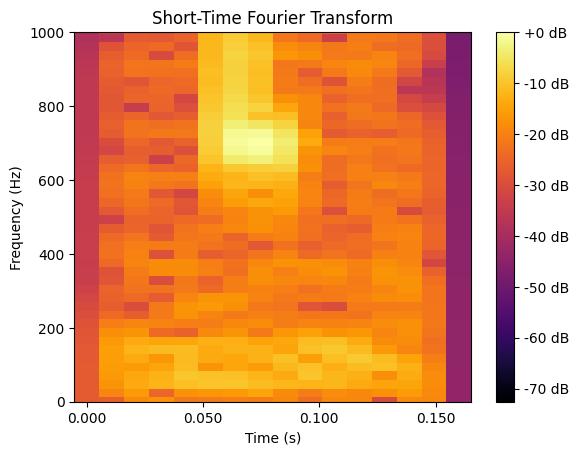 Short-Time Fourier Transform
1000
800
600
400
200
0
Frequency (Hz)
0.000
0.050
0.100
0.150
Time (s)
+0 dB
-10 dB
-20 dB
-30 dB
-40 dB
-50 dB
-60 dB
-70 dB